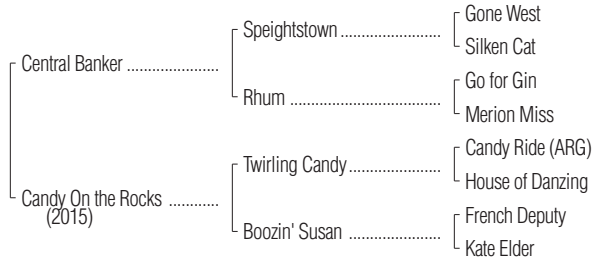 Gone West
Speightstown
Silken Cat
Central Banker
Go for Gin
Rhum
Merion Miss
Candy Ride (ARG)
Twirling Candy
House of Danzing
Candy On the Rocks
(2015)
French Deputy
Boozin' Susan
Kate Elder